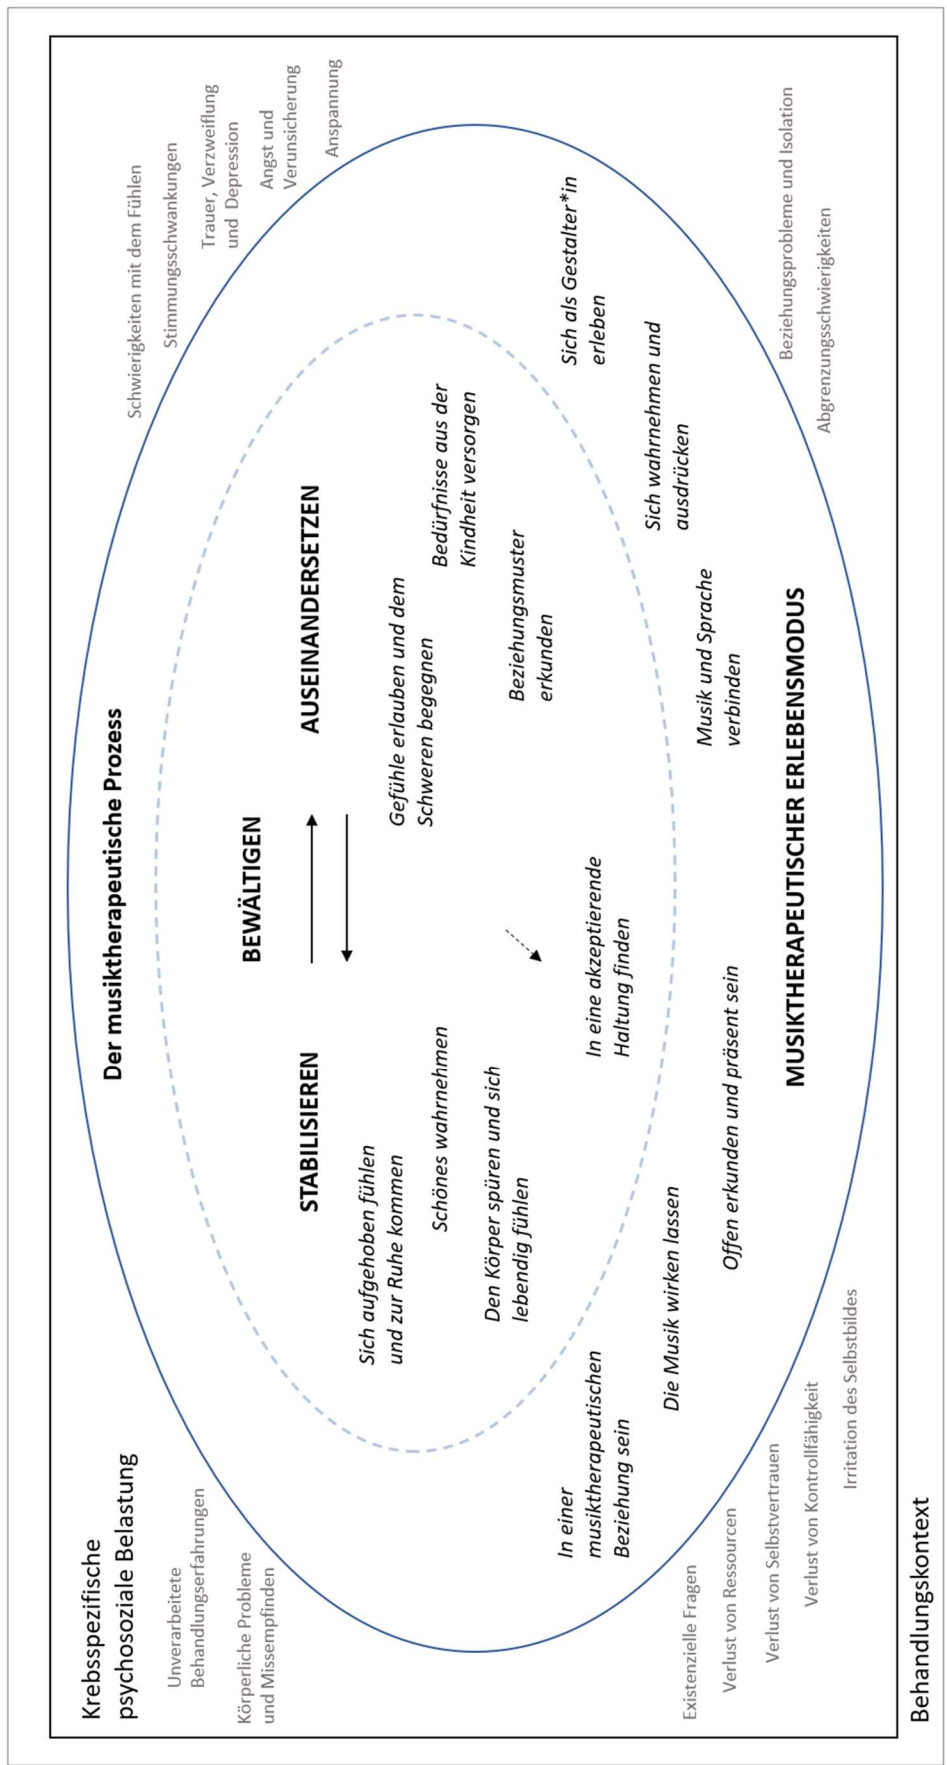 Krebsspezifische
psychosoziale Belastung
Unverarbeitete
Behandlungserfahrungen
Körperliche Probleme
und Missempfinden
Der musiktherapeutische Prozess
Schwierigkeiten mit dem Fühlen
Stimmungsschwankungen
Trauer, Verzweiflung
und Depression
Angst und
Verunsicherung
Anspannung
BEWÄLTIGEN
STABILISIEREN
AUSEINANDERSETZEN
Sich aufgehoben fühlen
und zur Ruhe kommen
Schönes wahrnehmen
Den Körper spüren und sich
lebendig fühlen
Gefühle erlauben und dem
Schweren begegnen
Bedürfnisse aus der
Kindheit versorgen
Beziehungsmuster
erkunden
In eine akzeptierende
Haltung finden
In einer
musiktherapeutischen
Beziehung sein
Die Musik wirken lassen
Offen erkunden und präsent sein
Musik und Sprache
verbinden
Sich wahrnehmen und
ausdrücken
Sich als Gestalter*in
erleben
MUSIKTHERAPEUTISCHER ERLEBENSMODUS
Existenzielle Fragen
Verlust von Ressourcen
Verlust von Selbstvertrauen
Verlust von Kontrollfähigkeit
Irritation des Selbstbildes
Beziehungsprobleme und Isolation
Abgrenzungsschwierigkeiten
Behandlungskontext